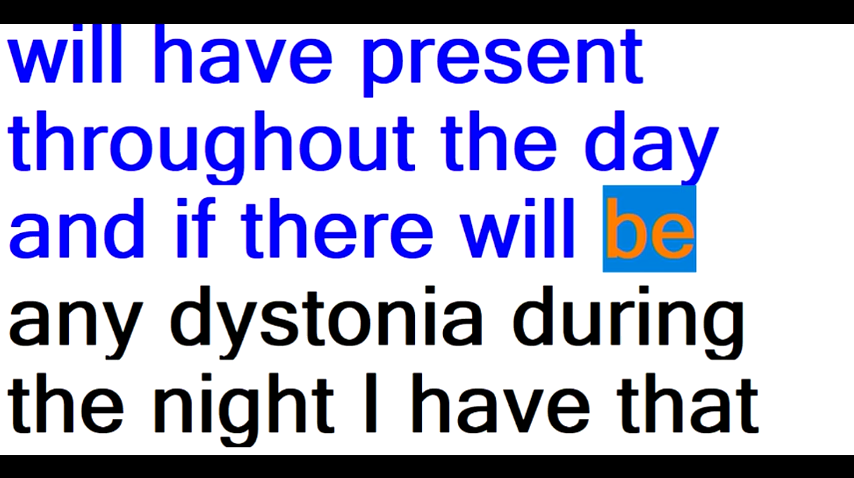 will have present
throughout the day
and if there will be
any dystonia during
the night I have that